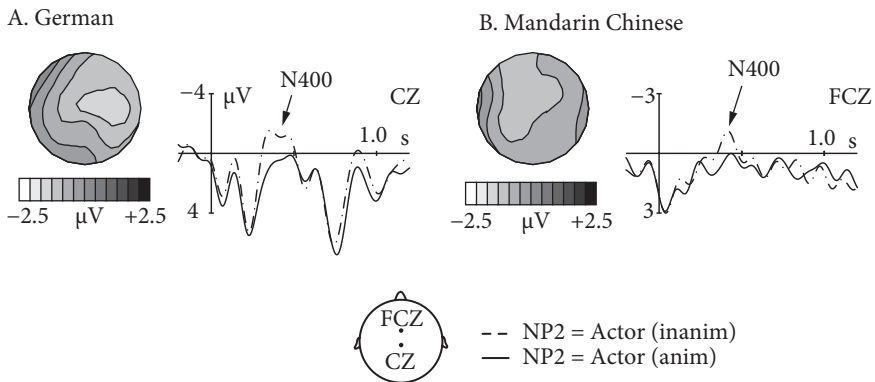 A. German
−4
μV
N400
CZ
1.0
s
4
−2.5 μV +2.5
B. Mandarin Chinese
−3
N400
FCZ
1.0
s
3
−2.5 μV +2.5
FCZ
CZ
NP2 = Actor (inanim)
NP2 = Actor (anim)